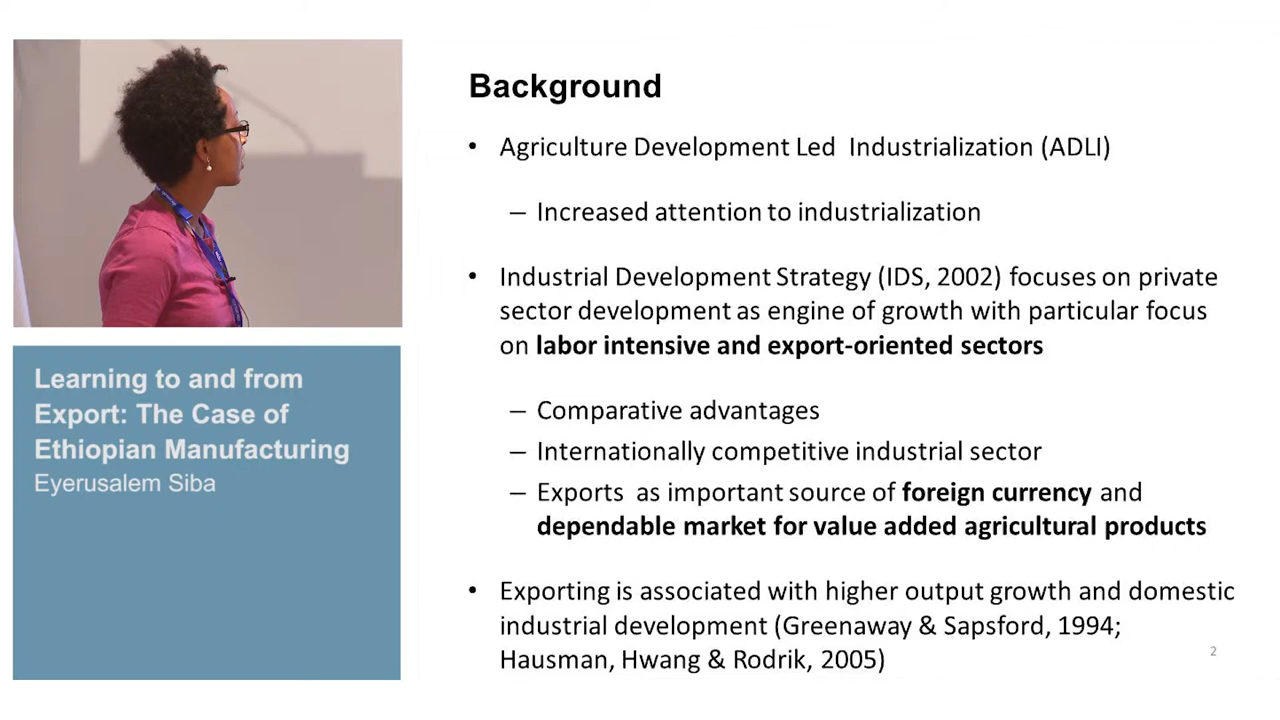 Background
• Agriculture Development Led Industrialization (ADLI)
– Increased attention to industrialization
• Industrial Development Strategy (IDS, 2002) focuses on private
sector development as engine of growth with particular focus
on labor intensive and export-oriented sectors
– Comparative advantages
– Internationally competitive industrial sector
– Exports as important source of foreign currency and
dependable market for value added agricultural products
• Exporting is associated with higher output growth and domestic
industrial development (Greenaway & Sapsford, 1994;
Hausman, Hwang & Rodrik, 2005)
2
Learning to and from
Export: The Case of
Ethiopian Manufacturing
Eyerusalem Siba